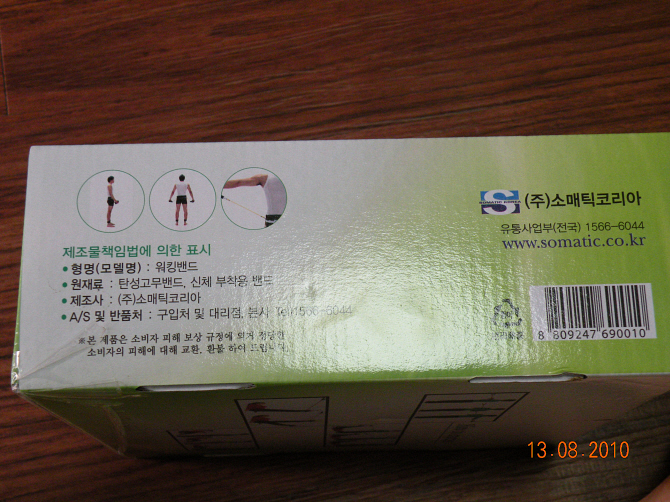 제조물책임법에 의한 표시
• 형명(모델명) : 워킹밴드
• 원재료 : 탄성고무밴드, 신체 부착용 밴드
• 제조사 : (주)소매틱코리아
• A/S 및 반품처 : 구입처 및 대리점, 본사 Tel)1566-6044
※본 제품은 소비자 피해 보상 규정에 의거 정당한
소비자의 피해에 대해 교환, 환불 하여 드립니다.
S
SOMATIC KOREA
(주)소매틱코리아
유통사업부(전국) 1566-6044
www.somatic.co.kr
8 809247 690010
13.08.2010